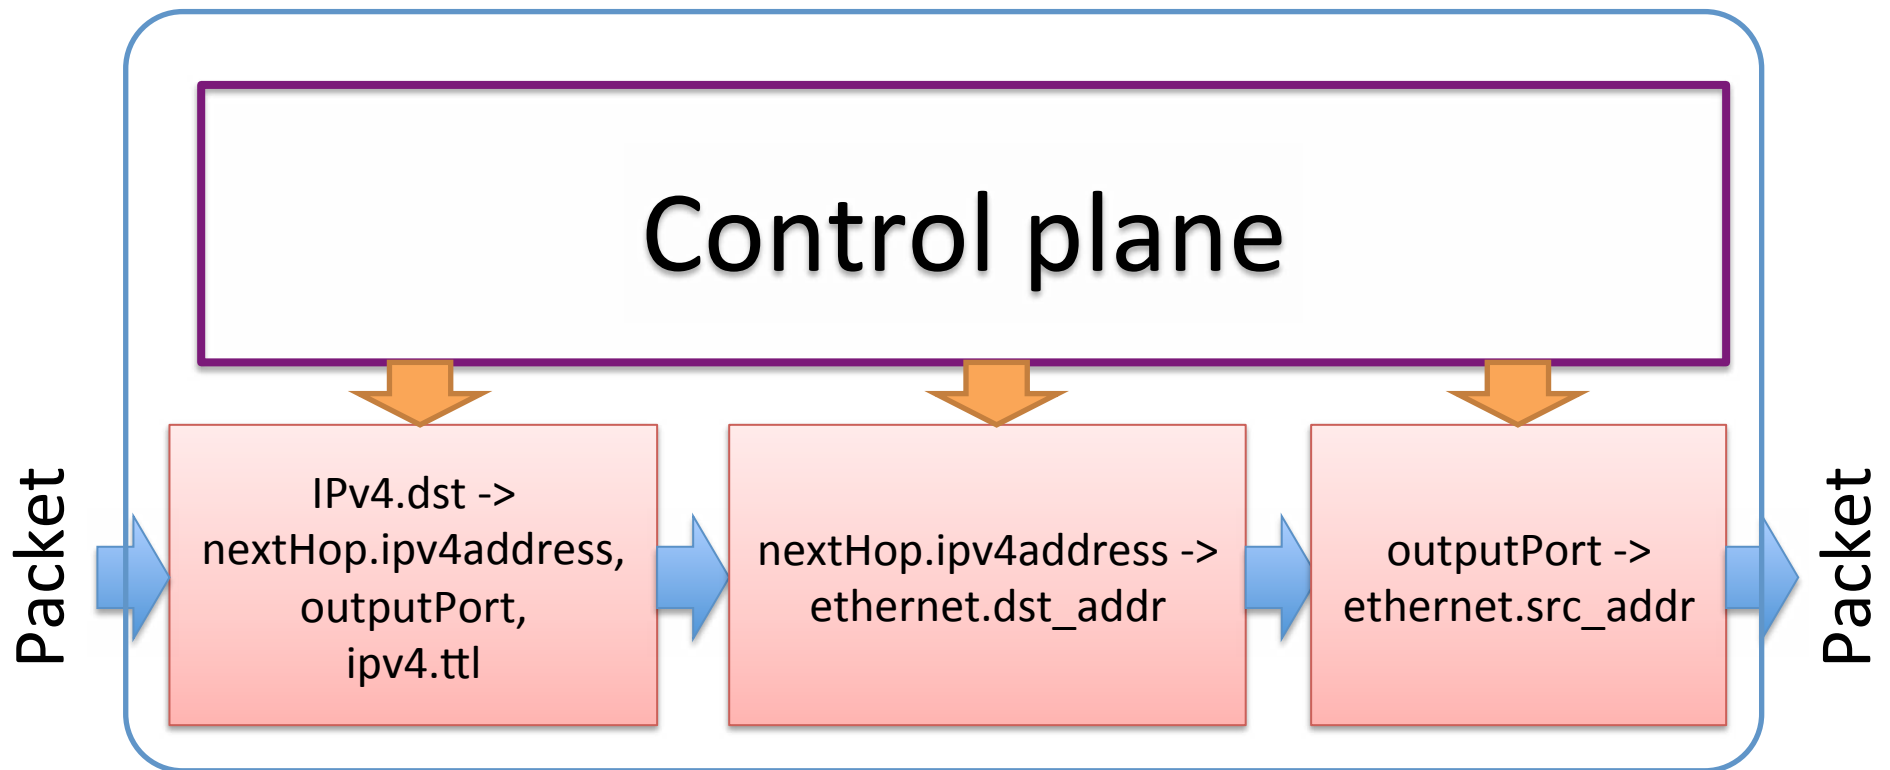 Control plane
Packet
IPv4.dst ->
nextHop.ipv4address,
outputPort,
ipv4.ttl
nextHop.ipv4address ->
ethernet.dst_addr
outputPort ->
ethernet.src_addr
Packet